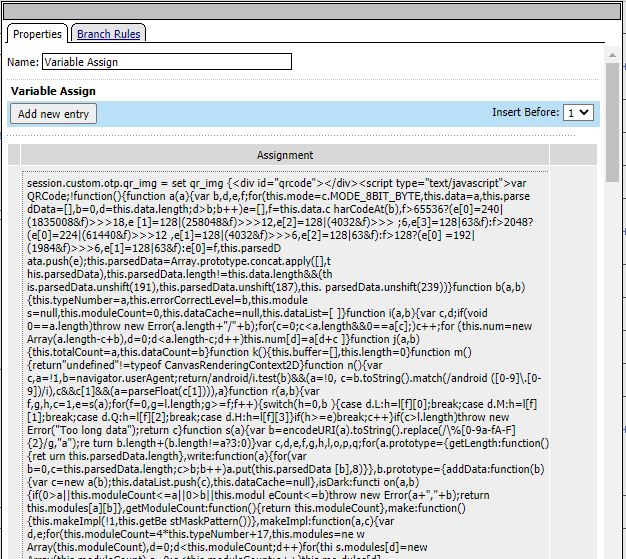 Properties
Branch Rules
Name: Variable Assign
Variable Assign
Add new entry
Insert Before: 1
Assignment
session.custom.otp.qr_img = set qr_img {<div id="qrcode"></div><script type="text/javascript">var
QRCode;!function(){function a(a){var b,d,e,f;for(this.mode=c.MODE_8BIT_BYTE,this.data=a,this.parse
dData=[],b=0,d=this.data.length;d>b;b++)e=[],f=this.data.c harCodeAt(b),f>65536?(e[0]=240|
(1835008&f)>>>18,e [1]=128|(258048&f)>>>12,e[2]=128|(4032&f)>>> ;6,e[3]=128|63&f):f>2048?
(e[0]=224|(61440&f)>>>12 ,e[1]=128|(4032&f)>>>6,e[2]=128|63&f):f>128?(e[0] =192|
(1984&f)>>>6,e[1]=128|63&f):e[0]=f,this.parsedD
ata.push(e);this.parsedData=Array.prototype.concat.apply([],t
his.parsedData),this.parsedData.length!=this.data.length&&(th
is.parsedData.unshift(191),this.parsedData.unshift(187),this. parsedData.unshift(239))}function b(a,b)
{this.typeNumber=a,this.errorCorrectLevel=b,this.module
s=null,this.moduleCount=0,this.dataCache=null,this.dataList=[ ]}function i(a,b){var c,d;if(void
0==a.length)throw new Error(a.length+"/"+b);for(c=0;c<a.length&&0==a[c];)c++;for (this.num=new
Array(a.length-c+b),d=0;d<a.length-c;d++)this.num[d]=a[d+c ]}function j(a,b)
{this.totalCount=a,this.dataCount=b}function k(){this.buffer=[],this.length=0}function m()
{return"undefined"!=typeof CanvasRenderingContext2D}function n(){var
c,a=!1,b=navigator.userAgent;return/android/i.test(b)&&(a=!0, c=b.toString().match(/android ([0-9]\.[0-
9])/i),c&&c[1]&&(a=parseFloat(c[1]))),a}function r(a,b){var
f,g,h,c=1,e=s(a);for(f=0,g=l.length;g>=f;f++){switch(h=0,b ){case d.L:h=l[f][0];break;case d.M:h=l[f]
[1];break;case d.Q:h=l[f][2];break;case d.H:h=l[f][3]}if(h>=e)break;c++}if(c>l.length)throw new
Error("Too long data");return c}function s(a){var b=encodeURI(a).toString().replace(/\%[0-9a-fA-F]
{2}/g,"a");re turn b.length+(b.length!=a?3:0)}var c,d,e,f,g,h,l,o,p,q;for(a.prototype={getLength:function()
{ret urn this.parsedData.length},write:function(a){for(var
b=0,c=this.parsedData.length;c>b;b++)a.put(this.parsedData [b],8)}},b.prototype={addData:function(b)
{var c=new a(b);this.dataList.push(c),this.dataCache=null},isDark:functi on(a,b)
{if(0>a||this.moduleCount<=a||0>b||this.modul eCount<=b)throw new Error(a+","+b);return
this.modules[a][b]},getModuleCount:function(){return this.moduleCount},make:function()
{this.makeImpl(!1,this.getBe stMaskPattern())},makeImpl:function(a,c){var
d,e;for(this.moduleCount=4*this.typeNumber+17,this.modules=ne w
Array(this.moduleCount),d=0;d<this.moduleCount;d++){for(thi s.modules[d]=new